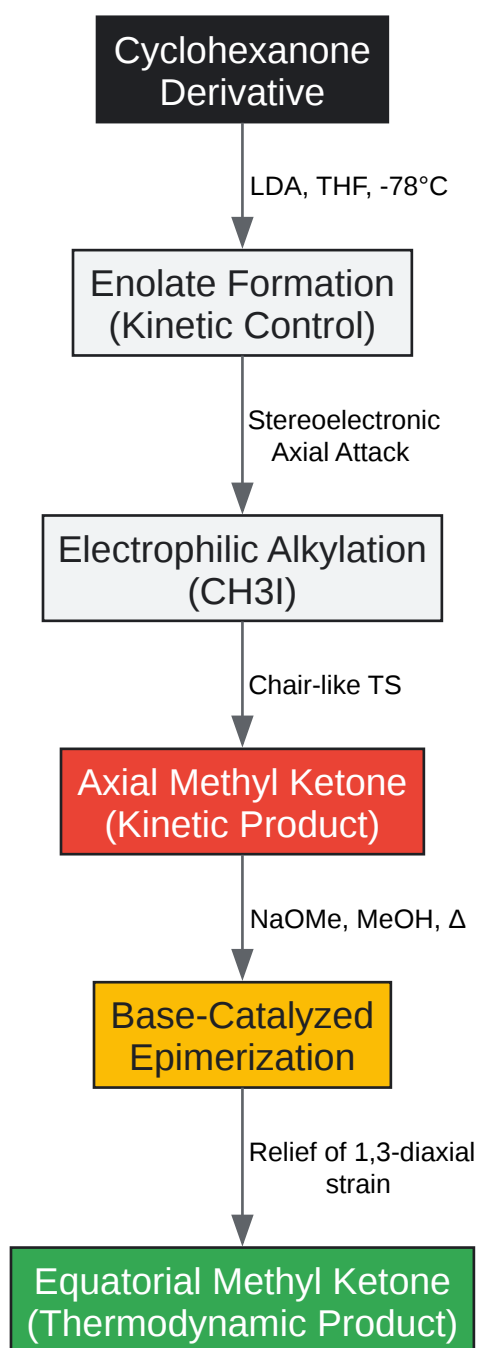 Cyclohexanone
Derivative
LDA, THF, -78°C
Enolate Formation
(Kinetic Control)
Stereoelectronic
Axial Attack
Electrophilic Alkylation
(CH3I)
Chair-like TS
Axial Methyl Ketone
(Kinetic Product)
NaOMe, MeOH, Δ
Base-Catalyzed
Epimerization
Relief of 1,3-diaxial
strain
Equatorial Methyl Ketone
(Thermodynamic Product)